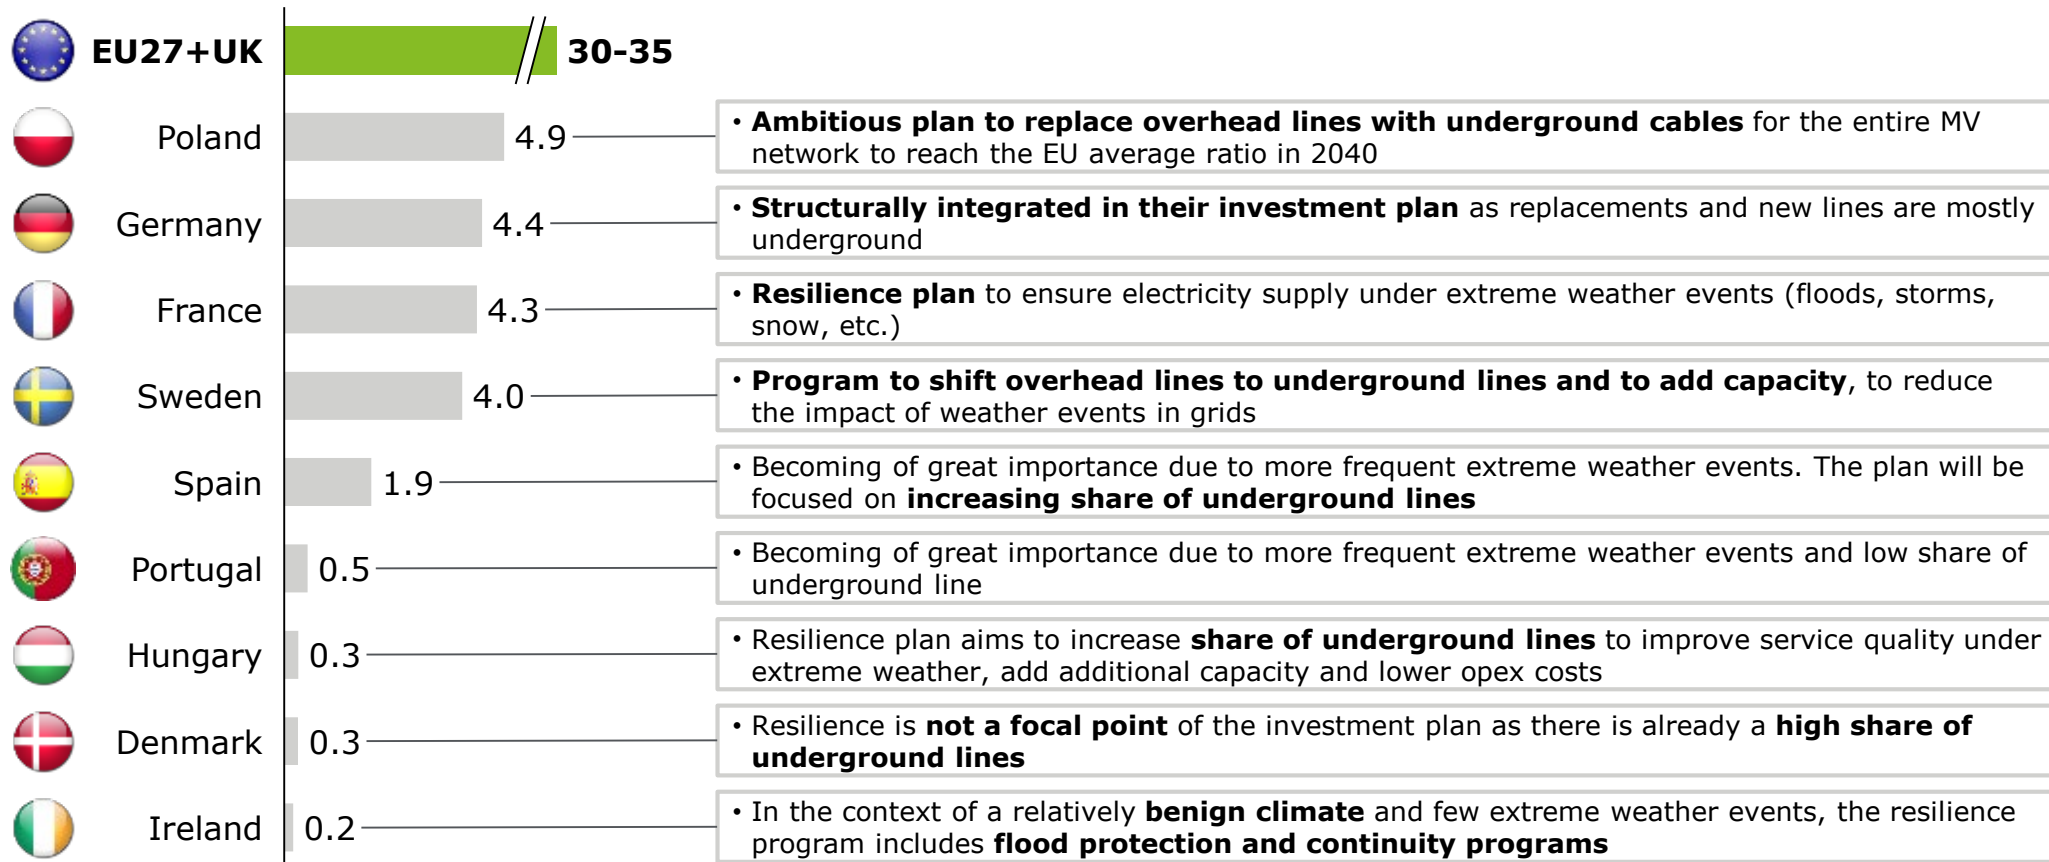 EU27+UK 30-35
Poland 4.9
• Ambitious plan to replace overhead lines with underground cables for the entire MV
network to reach the EU average ratio in 2040
Germany 4.4
• Structurally integrated in their investment plan as replacements and new lines are mostly
underground
France 4.3
• Resilience plan to ensure electricity supply under extreme weather events (floods, storms,
snow, etc.)
Sweden 4.0
• Program to shift overhead lines to underground lines and to add capacity, to reduce
the impact of weather events in grids
Spain 1.9
• Becoming of great importance due to more frequent extreme weather events. The plan will be
focused on increasing share of underground lines
Portugal 0.5
• Becoming of great importance due to more frequent extreme weather events and low share of
underground line
Hungary 0.3
• Resilience plan aims to increase share of underground lines to improve service quality under
extreme weather, add additional capacity and lower opex costs
Denmark 0.3
• Resilience is not a focal point of the investment plan as there is already a high share of
underground lines
Ireland 0.2
• In the context of a relatively benign climate and few extreme weather events, the resilience
program includes flood protection and continuity programs